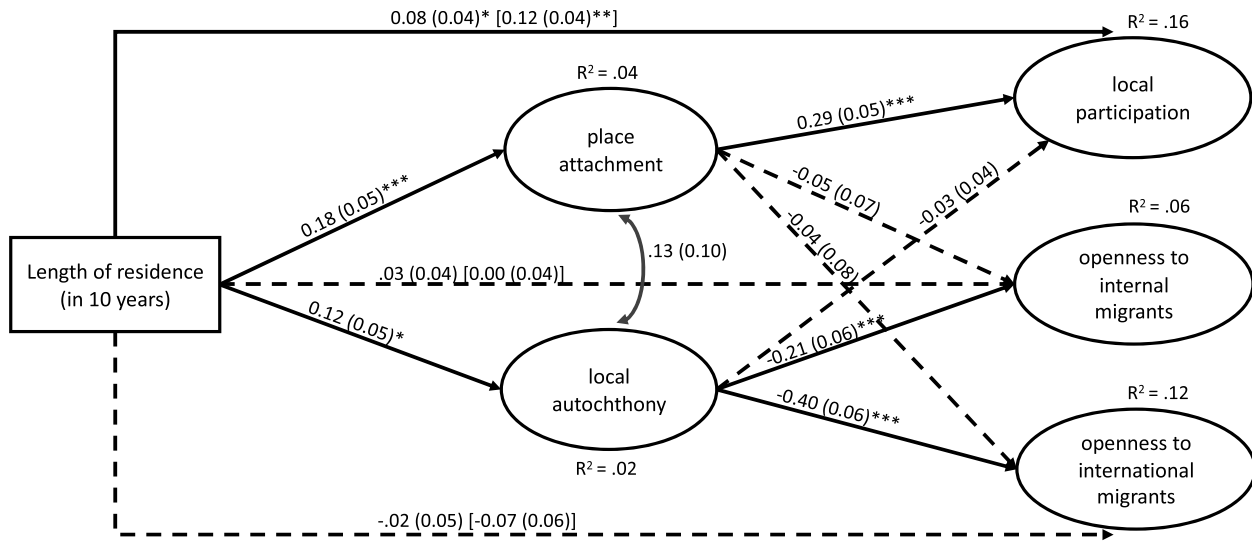 0.08 (0.04)* [0.12 (0.04)**]
R² = .16
local
participation
R² = .04
place
attachment
0.29 (0.05)***
0.18 (0.05)***
-0.05 (0.07)
-0.04 (0.08)
-0.03 (0.04)
R² = .06
openness to
internal
migrants
Length of residence
(in 10 years)
.03 (0.04) [0.00 (0.04)]
.13 (0.10)
0.12 (0.05)*
-0.21 (0.06)***
local
autochthony
R² = .02
-0.40 (0.06)***
R² = .12
openness to
international
migrants
-.02 (0.05) [-0.07 (0.06)]